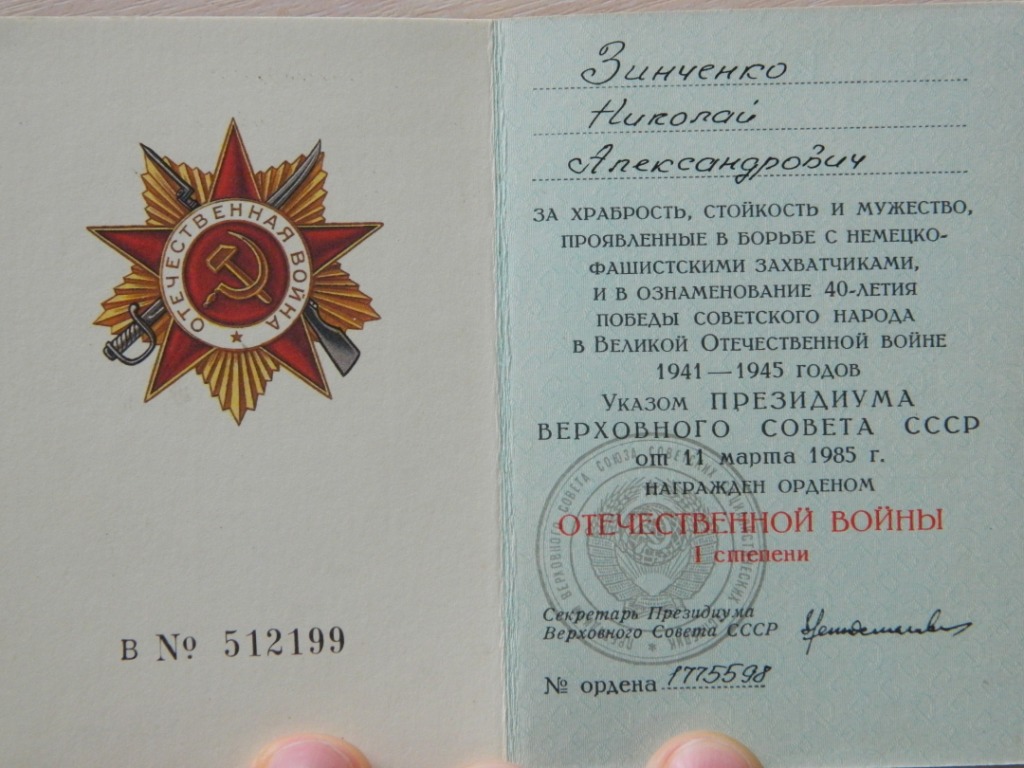 ОТЕЧЕСТВЕННАЯ ВОЙНА
В № 512199
Зинченко
Николай
Александрович
ЗА ХРАБРОСТЬ, СТОЙКОСТЬ И МУЖЕСТВО,
ПРОЯВЛЕННЫЕ В БОРЬБЕ С НЕМЕЦКО-
ФАШИСТСКИМИ ЗАХВАТЧИКАМИ,
И В ОЗНАМЕНОВАНИЕ 40-ЛЕТИЯ
ПОБЕДЫ СОВЕТСКОГО НАРОДА
В ВЕЛИКОЙ ОТЕЧЕСТВЕННОЙ ВОЙНЕ
1941—1945 ГОДОВ
УКАЗОМ ПРЕЗИДИУМА
ВЕРХОВНОГО СОВЕТА СССР
от 11 марта 1985 г.
НАГРАЖДЕН ОРДЕНОМ
ОТЕЧЕСТВЕННОЙ ВОЙНЫ
I степени
Секретарь Президиума
Верховного Совета СССР
№ ордена 1775598